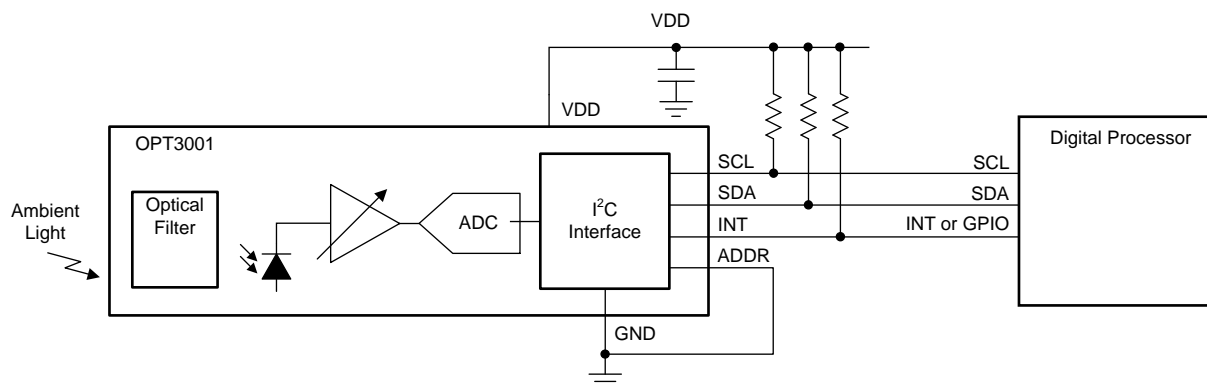 VDD
VDD
OPT3001
Digital Processor
SCL
SCL
Optical
Filter
SDA
SDA
Ambient
Light
ADC
I²C
Interface
INT
INT or GPIO
ADDR
GND